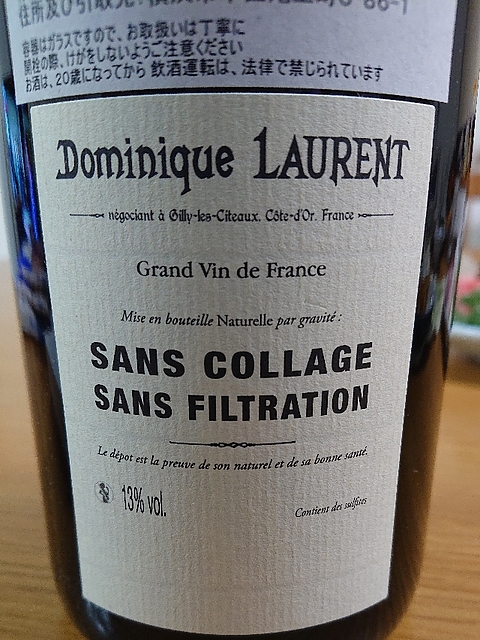 容器はガラスですので、お取扱いは丁寧に
開栓の際、けがをしないようご注意ください
お酒は、20歳になってから 飲酒運転は、法律で禁じられています
Dominique LAURENT
négociant à Gilly-les-Citeaux, Côte-d'Or, France
Grand Vin de France
Mise en bouteille Naturelle par gravité :
SANS COLLAGE
SANS FILTRATION
Le dépot est la preuve de son naturel et de sa bonne santé.
13% vol.
Contient des sulfites